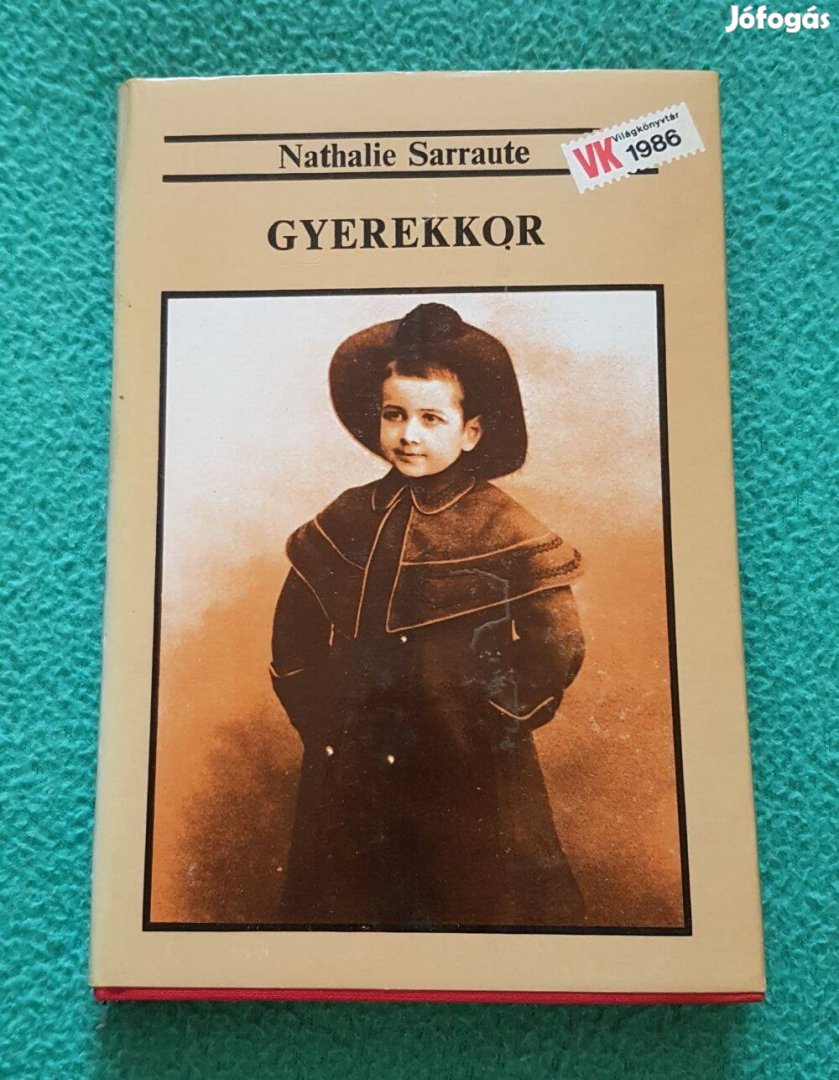 Jófogás
Nathalie Sarraute
VK Világkönyvtár
1986
GYEREKKOR